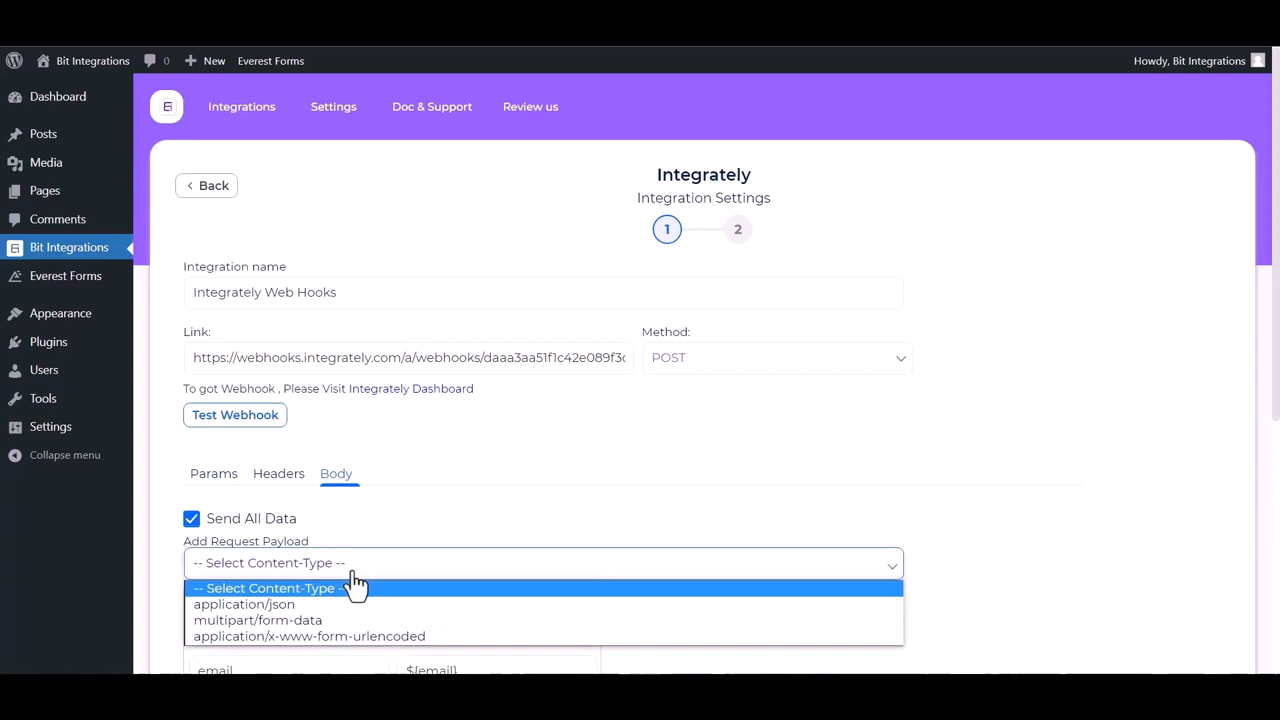 Bit Integrations
0
New
Everest Forms
Howdy, Bit Integrations
Dashboard
Posts
Media
Pages
Comments
Bit Integrations
Everest Forms
Appearance
Plugins
Users
Tools
Settings
Collapse menu
Integrations
Settings
Doc & Support
Review us
Back
Integrately
Integration Settings
1
2
Integration name
Integrately Web Hooks
Link:
Method:
https://webhooks.integrately.com/a/webhooks/daaa3aa51f1c42e089f3c
POST
To got Webhook , Please Visit Integrately Dashboard
Test Webhook
Params
Headers
Body
Send All Data
Add Request Payload
-- Select Content-Type --
-- Select Content-Type --
application/json
multipart/form-data
application/x-www-form-urlencoded
email
${email}